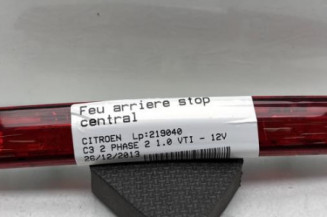 Feu arriere stop
central
CITROEN Lp:219040
C3 2 PHASE 2 1.0 VTI - 12V
26/12/2013